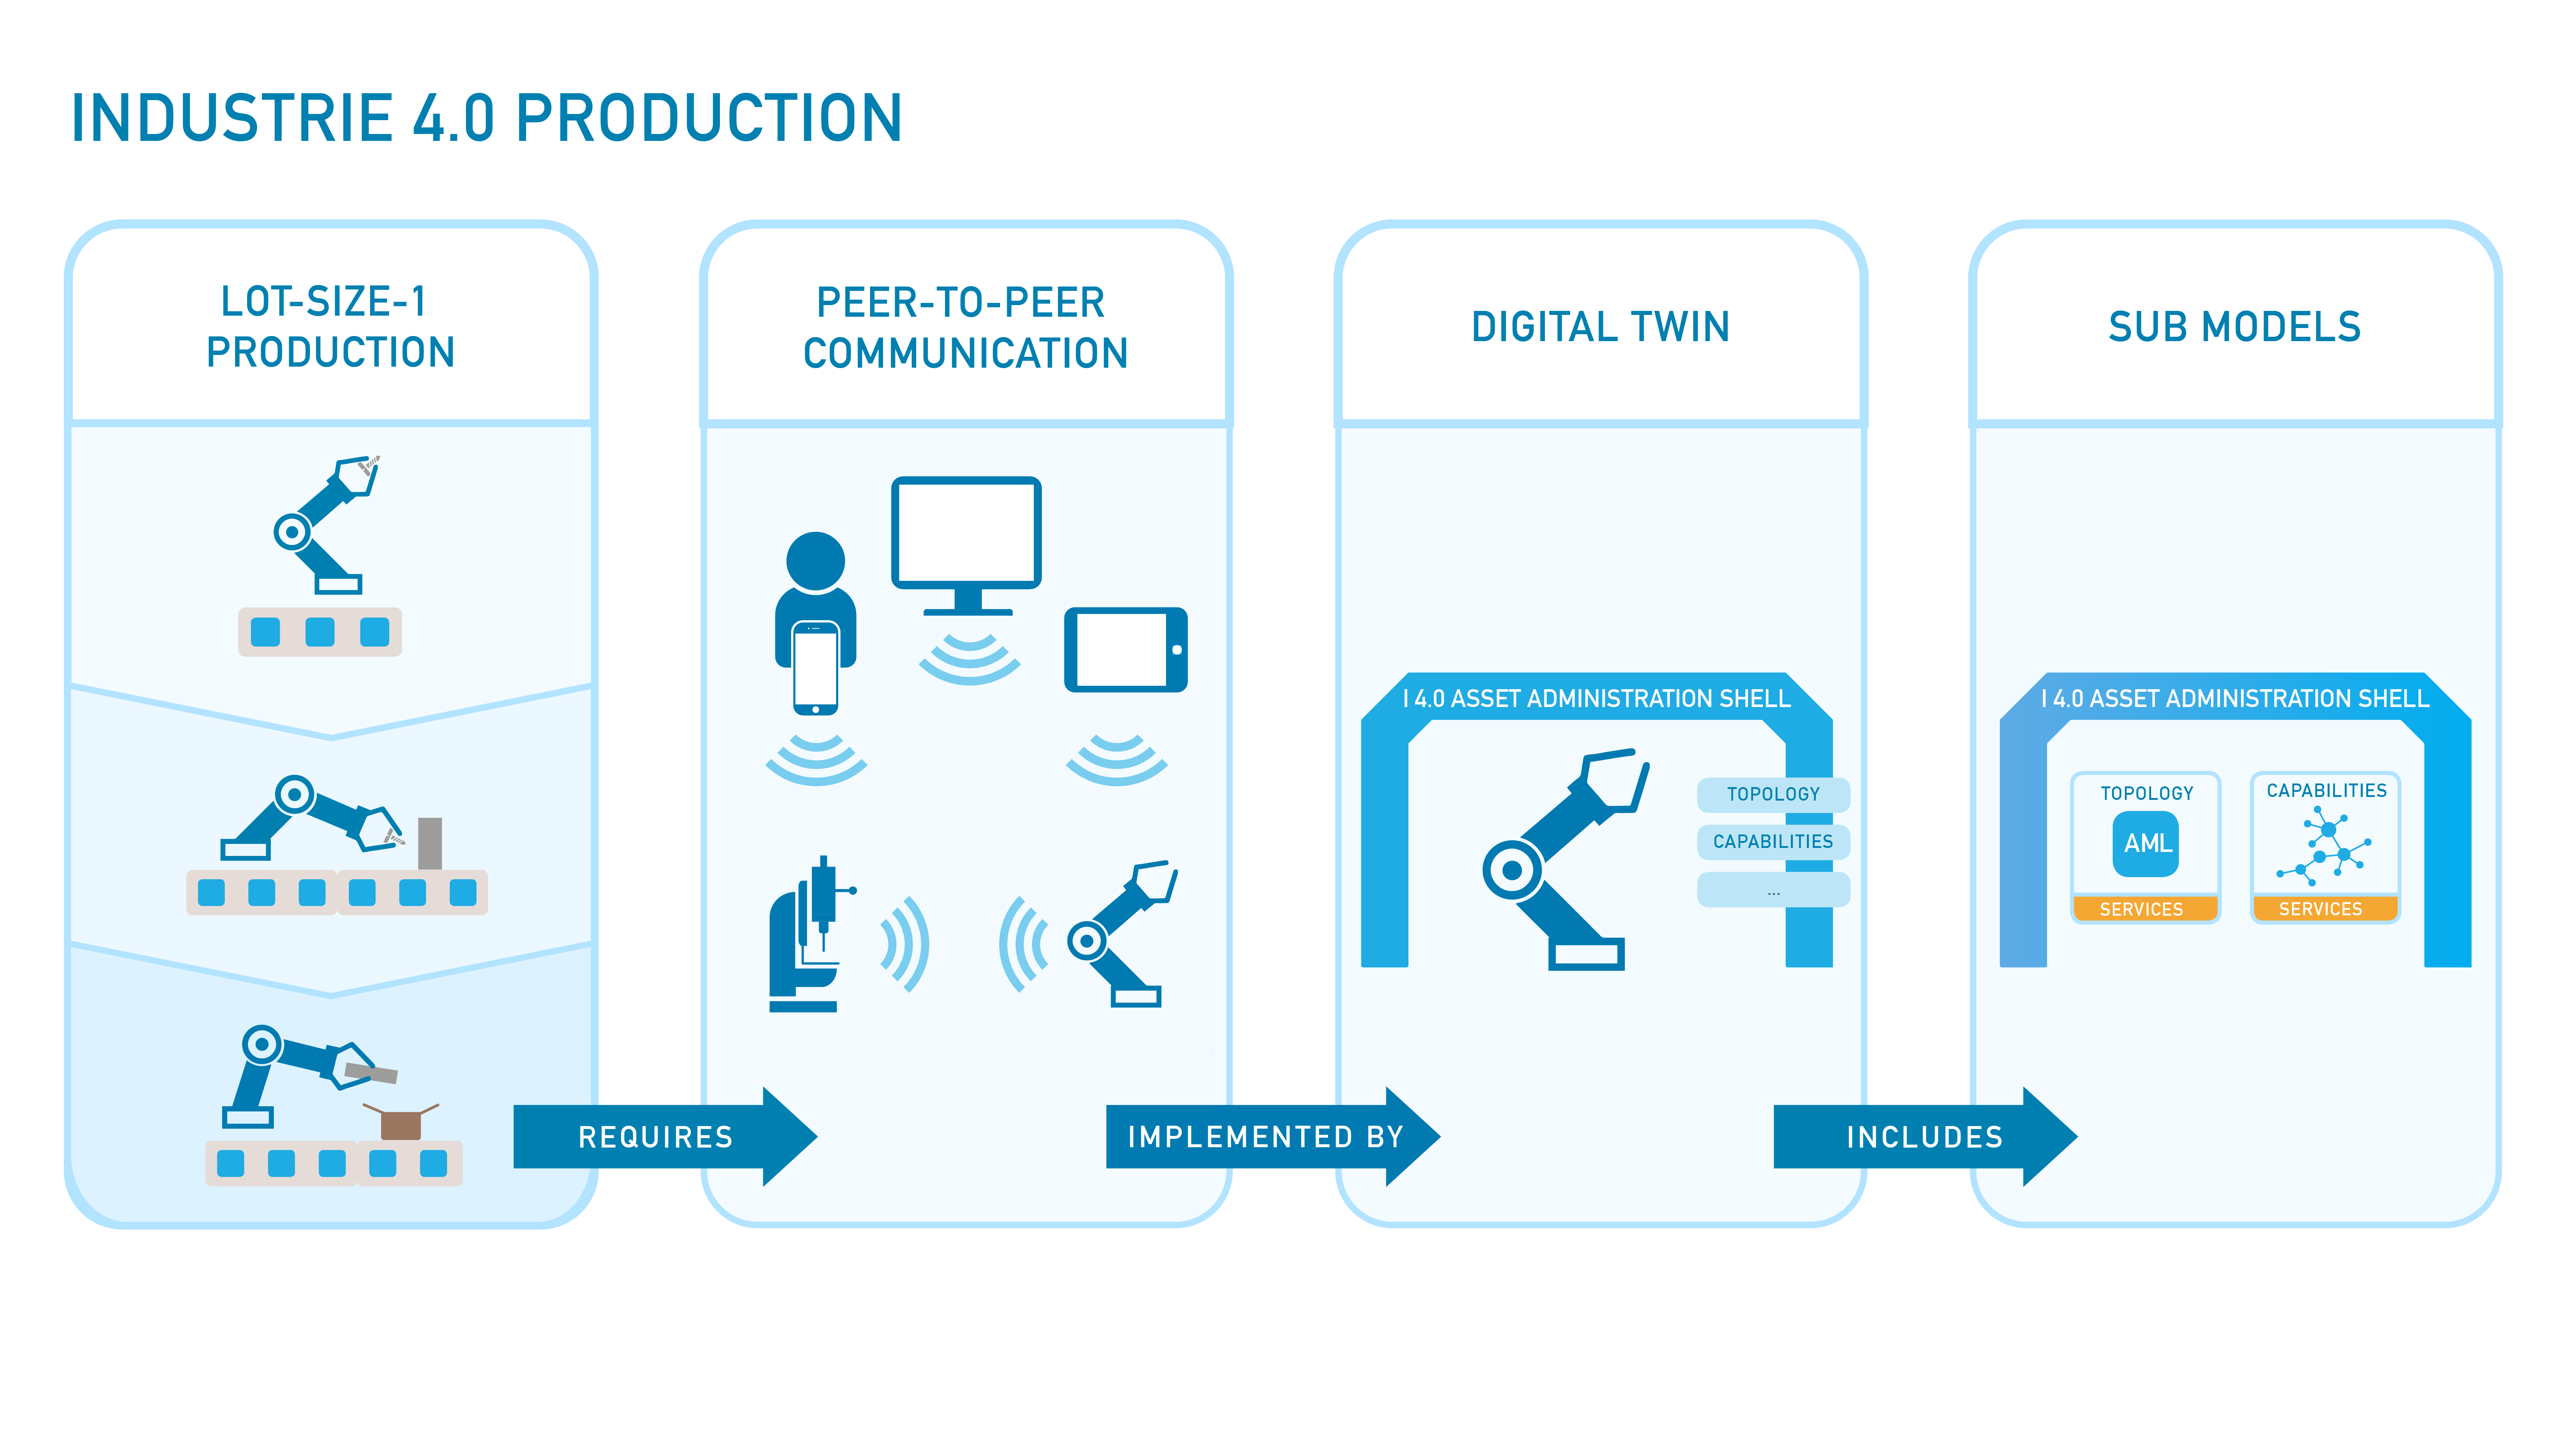 INDUSTRIE 4.0 PRODUCTION
LOT-SIZE-1
PRODUCTION
REQUIRES
PEER-TO-PEER
COMMUNICATION
IMPLEMENTED BY
DIGITAL TWIN
I 4.0 ASSET ADMINISTRATION SHELL
TOPOLOGY
CAPABILITIES
...
INCLUDES
SUB MODELS
I 4.0 ASSET ADMINISTRATION SHELL
TOPOLOGY
AML
SERVICES
CAPABILITIES
SERVICES